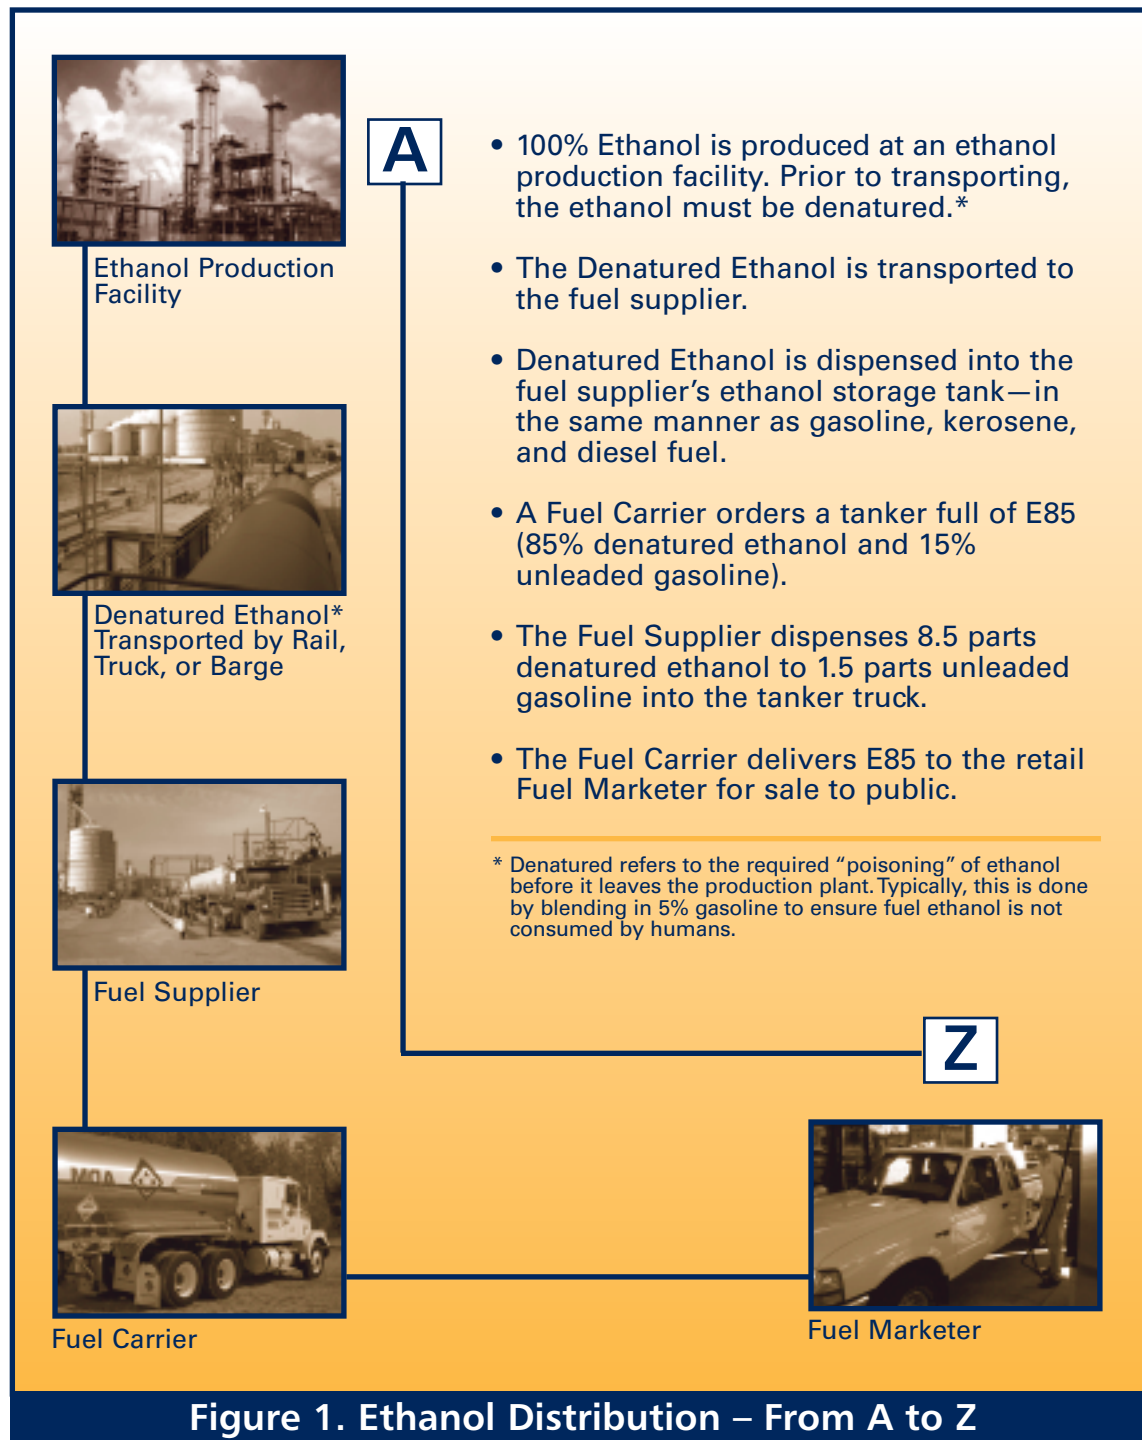 A
• 100% Ethanol is produced at an ethanol
production facility. Prior to transporting,
the ethanol must be denatured.*
• The Denatured Ethanol is transported to
the fuel supplier.
• Denatured Ethanol is dispensed into the
fuel supplier’s ethanol storage tank—in
the same manner as gasoline, kerosene,
and diesel fuel.
• A Fuel Carrier orders a tanker full of E85
(85% denatured ethanol and 15%
unleaded gasoline).
• The Fuel Supplier dispenses 8.5 parts
denatured ethanol to 1.5 parts unleaded
gasoline into the tanker truck.
• The Fuel Carrier delivers E85 to the retail
Fuel Marketer for sale to public.
* Denatured refers to the required “poisoning” of ethanol
before it leaves the production plant. Typically, this is done
by blending in 5% gasoline to ensure fuel ethanol is not
consumed by humans.
Z
Ethanol Production
Facility
Denatured Ethanol*
Transported by Rail,
Truck, or Barge
Fuel Supplier
Fuel Carrier
Fuel Marketer
Figure 1. Ethanol Distribution – From A to Z